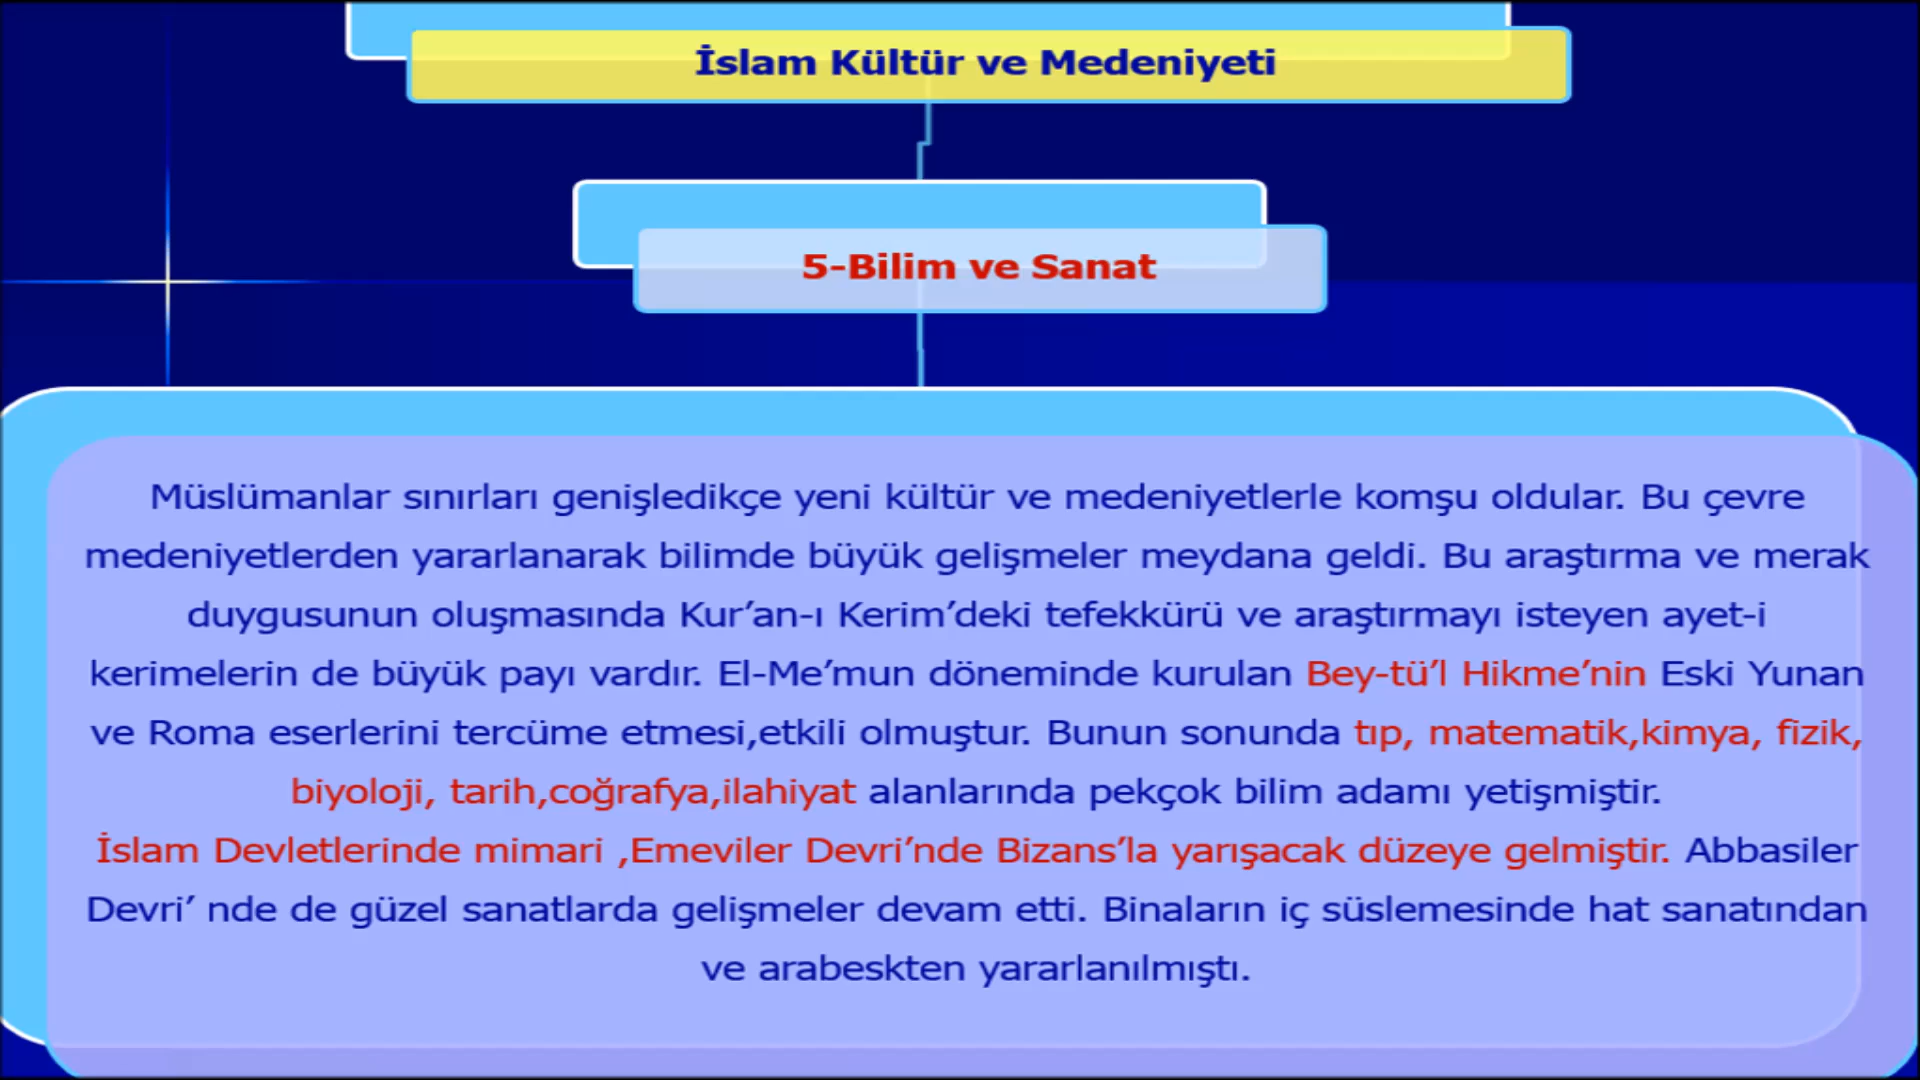 İslam Kültür ve Medeniyeti
5-Bilim ve Sanat
Müslümanlar sınırları genişledikçe yeni kültür ve medeniyetlerle komşu oldular. Bu çevre
medeniyetlerden yararlanarak bilimde büyük gelişmeler meydana geldi. Bu araştırma ve merak
duygusunun oluşmasında Kur’an-ı Kerim’deki tefekkürü ve araştırmayı isteyen ayet-i
kerimelerin de büyük payı vardır. El-Me’mun döneminde kurulan Bey-tü’l Hikme’nin Eski Yunan
ve Roma eserlerini tercüme etmesi,etkili olmuştur. Bunun sonunda tıp, matematik,kimya, fizik,
biyoloji, tarih,coğrafya,ilahiyat alanlarında pekçok bilim adamı yetişmiştir.
İslam Devletlerinde mimari ,Emeviler Devri’nde Bizans’la yarışacak düzeye gelmiştir. Abbasiler
Devri’ nde de güzel sanatlarda gelişmeler devam etti. Binaların iç süslemesinde hat sanatından
ve arabeskten yararlanılmıştı.